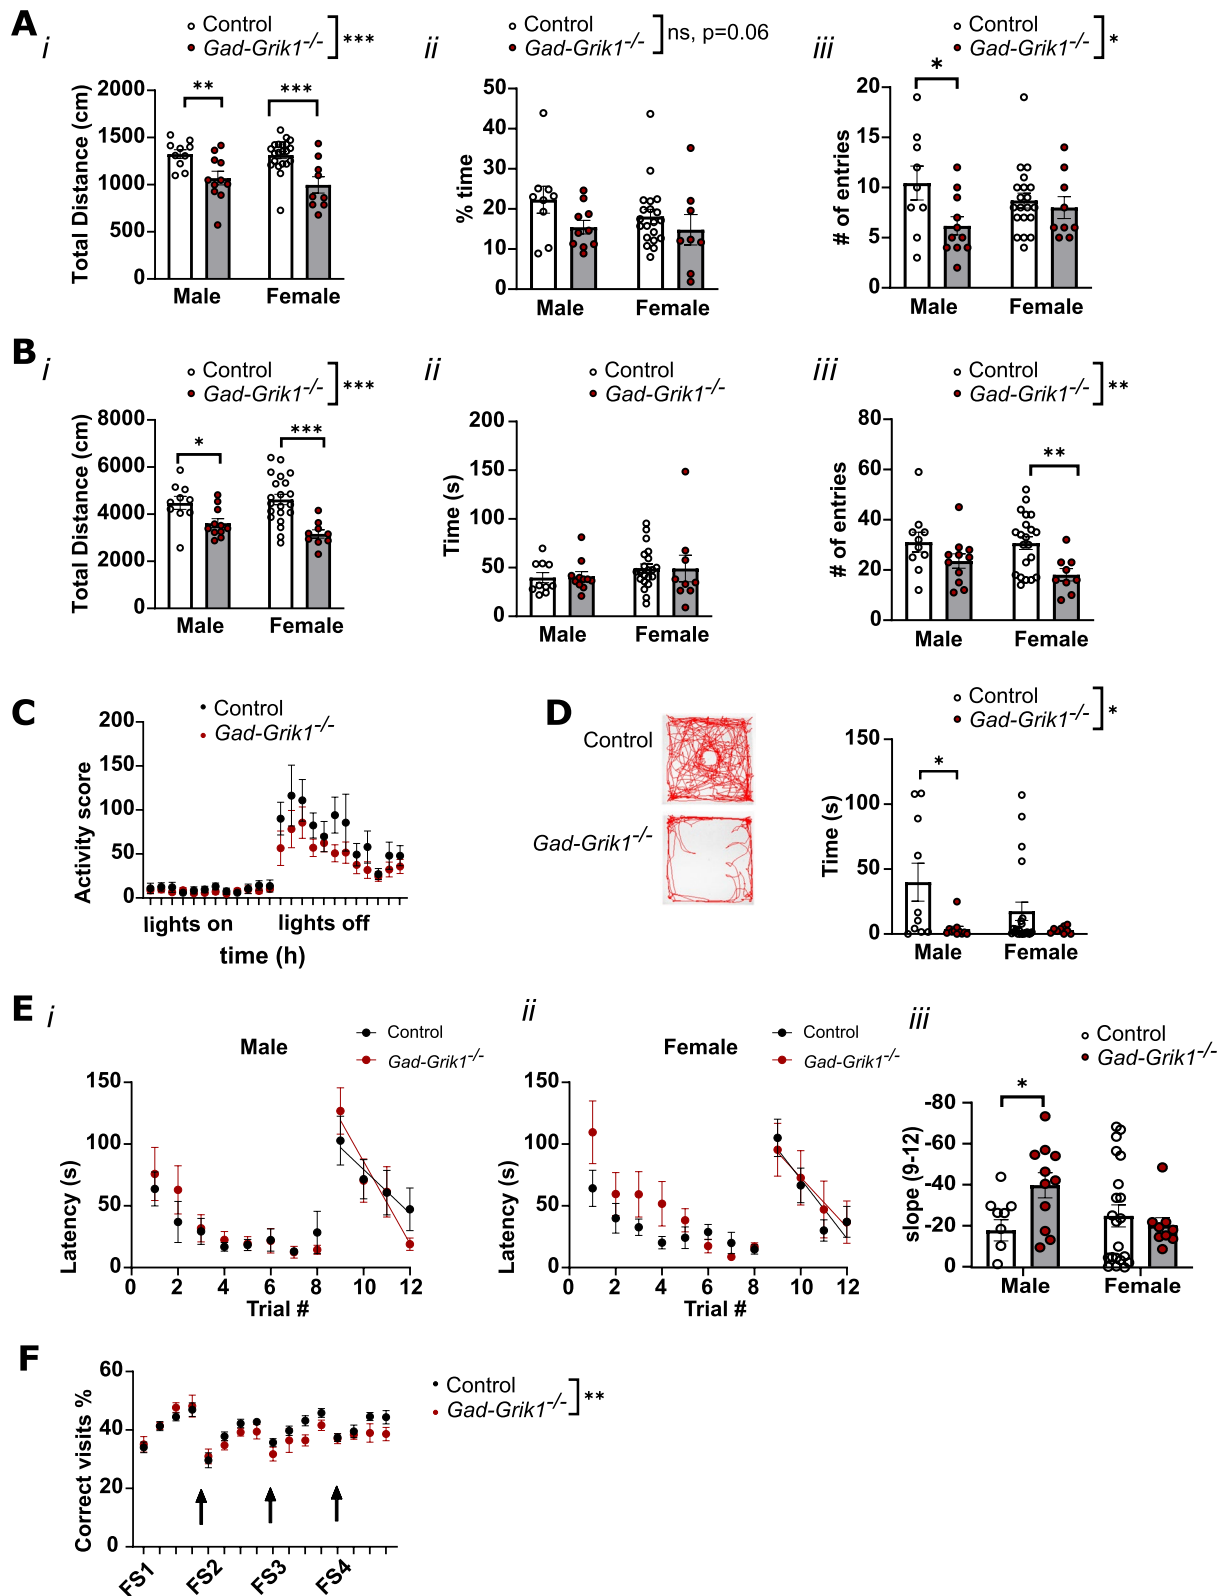 A
i
Control
Gad-Grik1-/-
***
Total Distance (cm)
2000
1500
1000
500
0
**
***
Male
Female
ii
Control
Gad-Grik1-/-
ns, p=0.06
% time
50
40
30
20
10
0
Male
Female
iii
Control
Gad-Grik1-/-
*
# of entries
20
15
10
5
0
*
Male
Female
B
i
Control
Gad-Grik1-/-
***
Total Distance (cm)
8000
6000
4000
2000
0
*
***
Male
Female
ii
Control
Gad-Grik1-/-
Time (s)
200
150
100
50
0
Male
Female
iii
Control
Gad-Grik1-/-
**
# of entries
80
60
40
20
0
**
Male
Female
C
Control
Gad-Grik1-/-
Activity score
200
150
100
50
0
lights on
lights off
time (h)
D
Control
Gad-Grik1-/-
Control
Gad-Grik1-/-
*
Time (s)
150
100
50
0
*
Male
Female
E
i
Male
Control
Gad-Grik1-/-
Latency (s)
150
100
50
0
0
2
4
6
8
10
12
Trial #
ii
Female
Control
Gad-Grik1-/-
Latency (s)
150
100
50
0
0
2
4
6
8
10
12
Trial #
iii
Control
Gad-Grik1-/-
slope (9-12)
-80
-60
-40
-20
-0
*
Male
Female
F
Control
Gad-Grik1-/-
**
Correct visits %
60
40
20
0
FS1
FS2
FS3
FS4